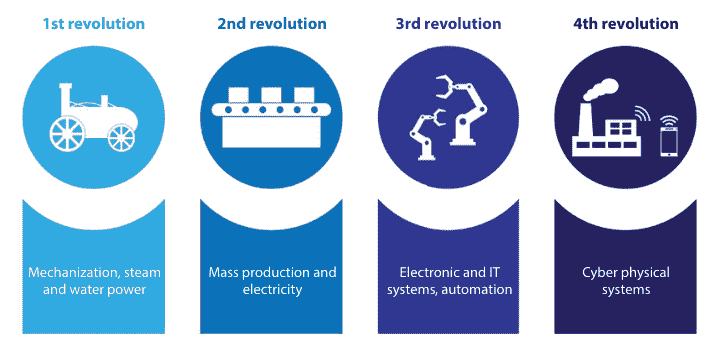 1st revolution
2nd revolution
3rd revolution
4th revolution
Mechanization, steam
and water power
Mass production and
electricity
Electronic and IT
systems, automation
Cyber physical
systems